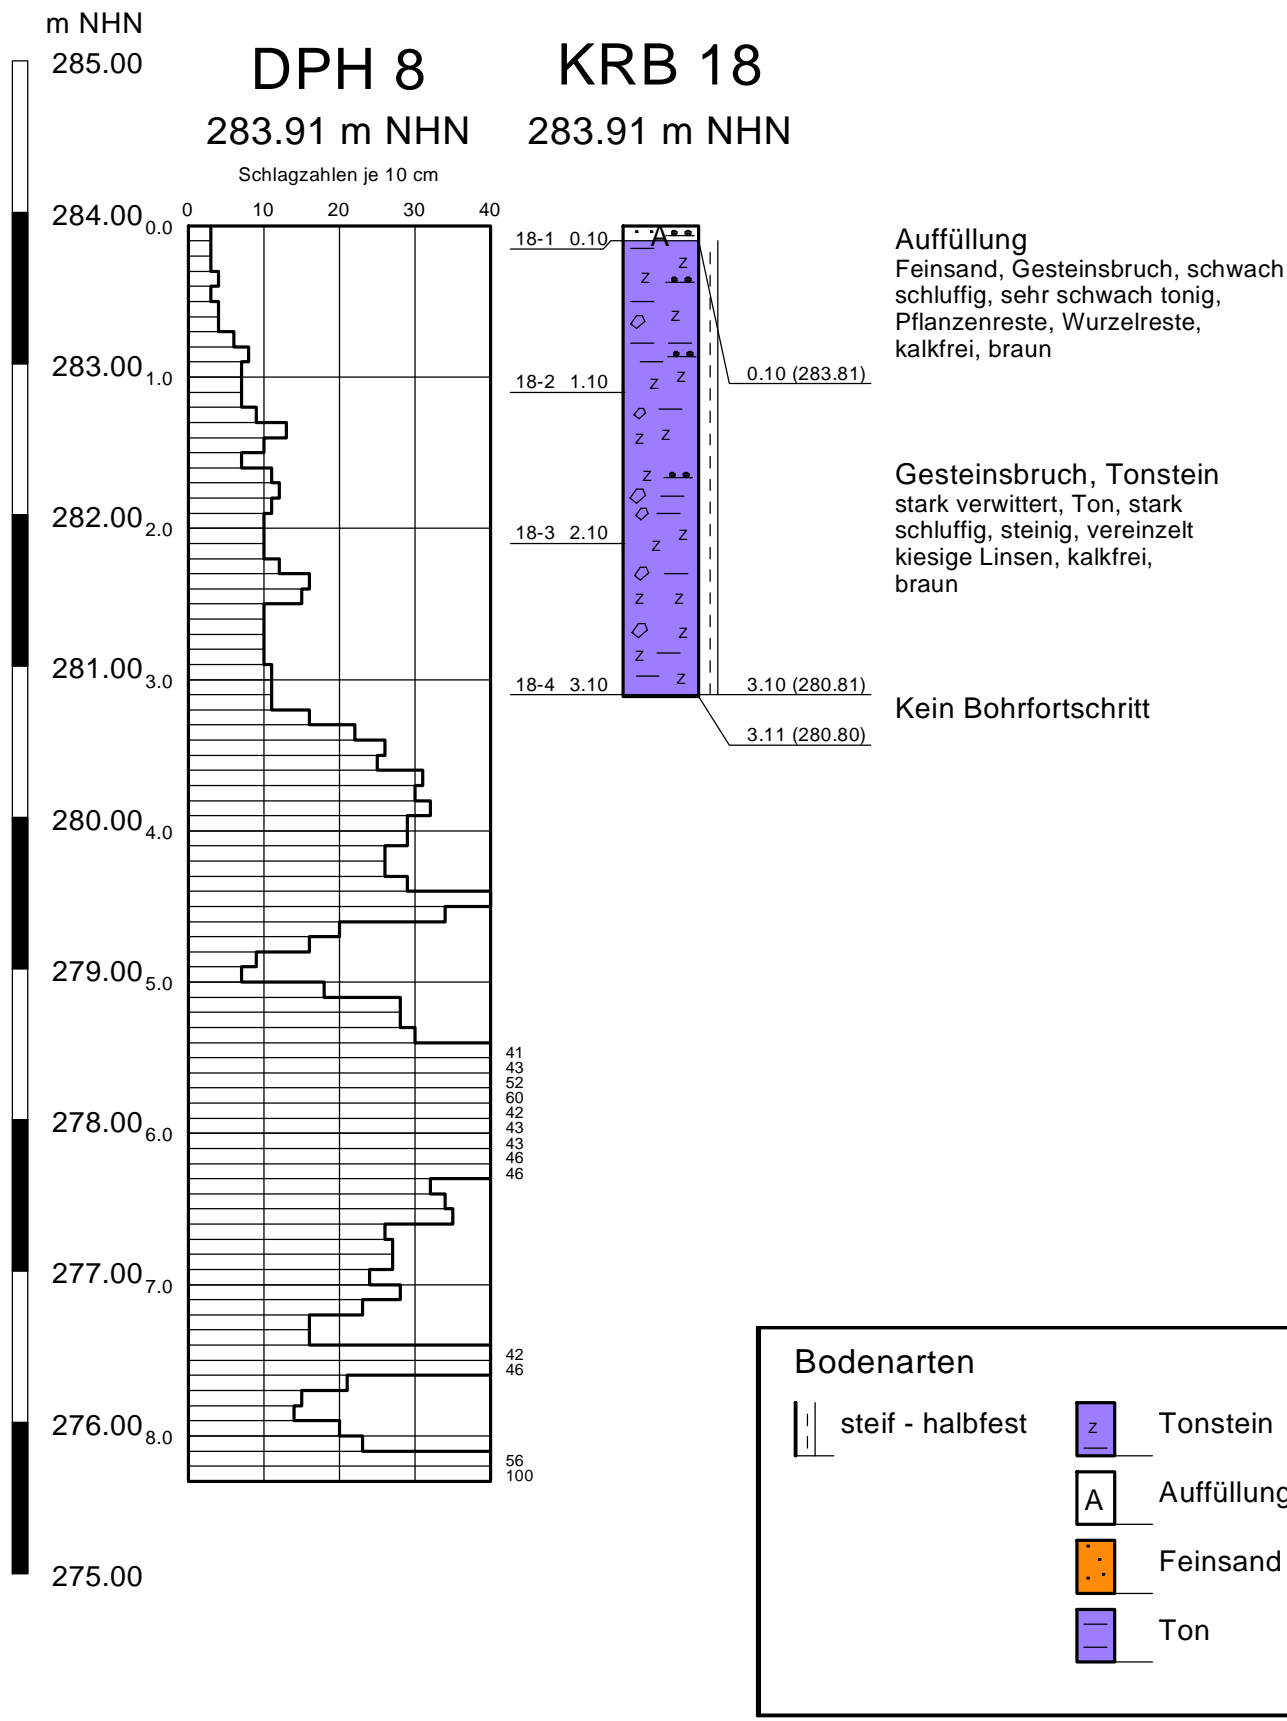 m NHN
285.00
284.00
283.00
282.00
281.00
280.00
279.00
278.00
277.00
276.00
275.00
DPH 8
283.91 m NHN
Schlagzahlen je 10 cm
0 10 20 30 40
0.0
1.0
2.0
3.0
4.0
5.0
6.0
7.0
8.0
41
43
52
60
42
43
43
46
46
42
46
56
100
KRB 18
283.91 m NHN
18-1 0.10
18-2 1.10
18-3 2.10
18-4 3.10
A
z z
z
z z
z z
z
z z
z z
z
z z
0.10 (283.81)
3.10 (280.81)
3.11 (280.80)
Auffüllung
Feinsand, Gesteinsbruch, schwach
schluffig, sehr schwach tonig,
Pflanzenreste, Wurzelreste,
kalkfrei, braun
Gesteinsbruch, Tonstein
stark verwittert, Ton, stark
schluffig, steinig, vereinzelt
kiesige Linsen, kalkfrei,
braun
Kein Bohrfortschritt
Bodenarten
steif - halbfest
z Tonstein
A Auffüllung
Feinsand
Ton